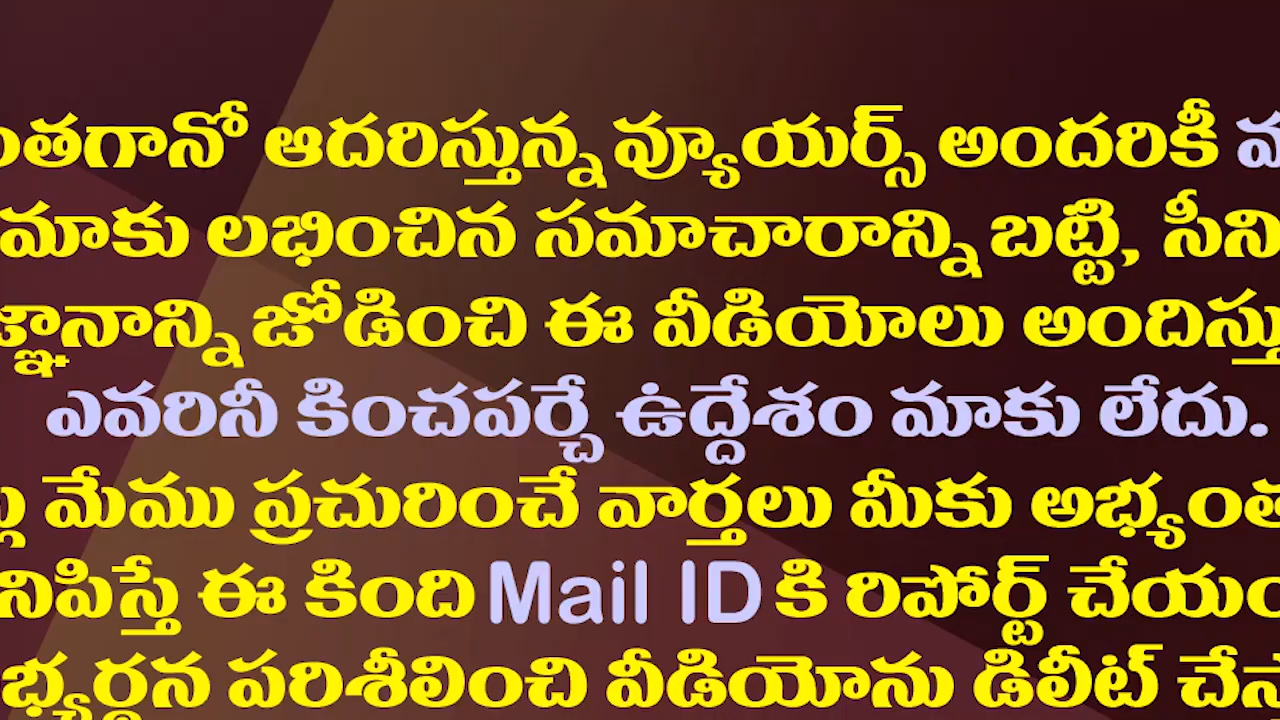 ంతగానో ఆదరిస్తున్న వ్యూయర్స్ అందరికీ
మాకు లభించిన సమాచారాన్ని బట్టి, సీని
జ్ఞానాన్ని జోడించి ఈ వీడియోలు అందిస్తు
ఎవరినీ కించపర్చే ఉద్దేశం మాకు లేదు.
మేము ప్రచురించే వార్తలు మీకు అభ్యంత
నిపిస్తే ఈ కింది Mail ID కి రిపోర్ట్ చేయం
భ్యర్థన పరిశీలించి వీడియోను డిలీట్ చేస